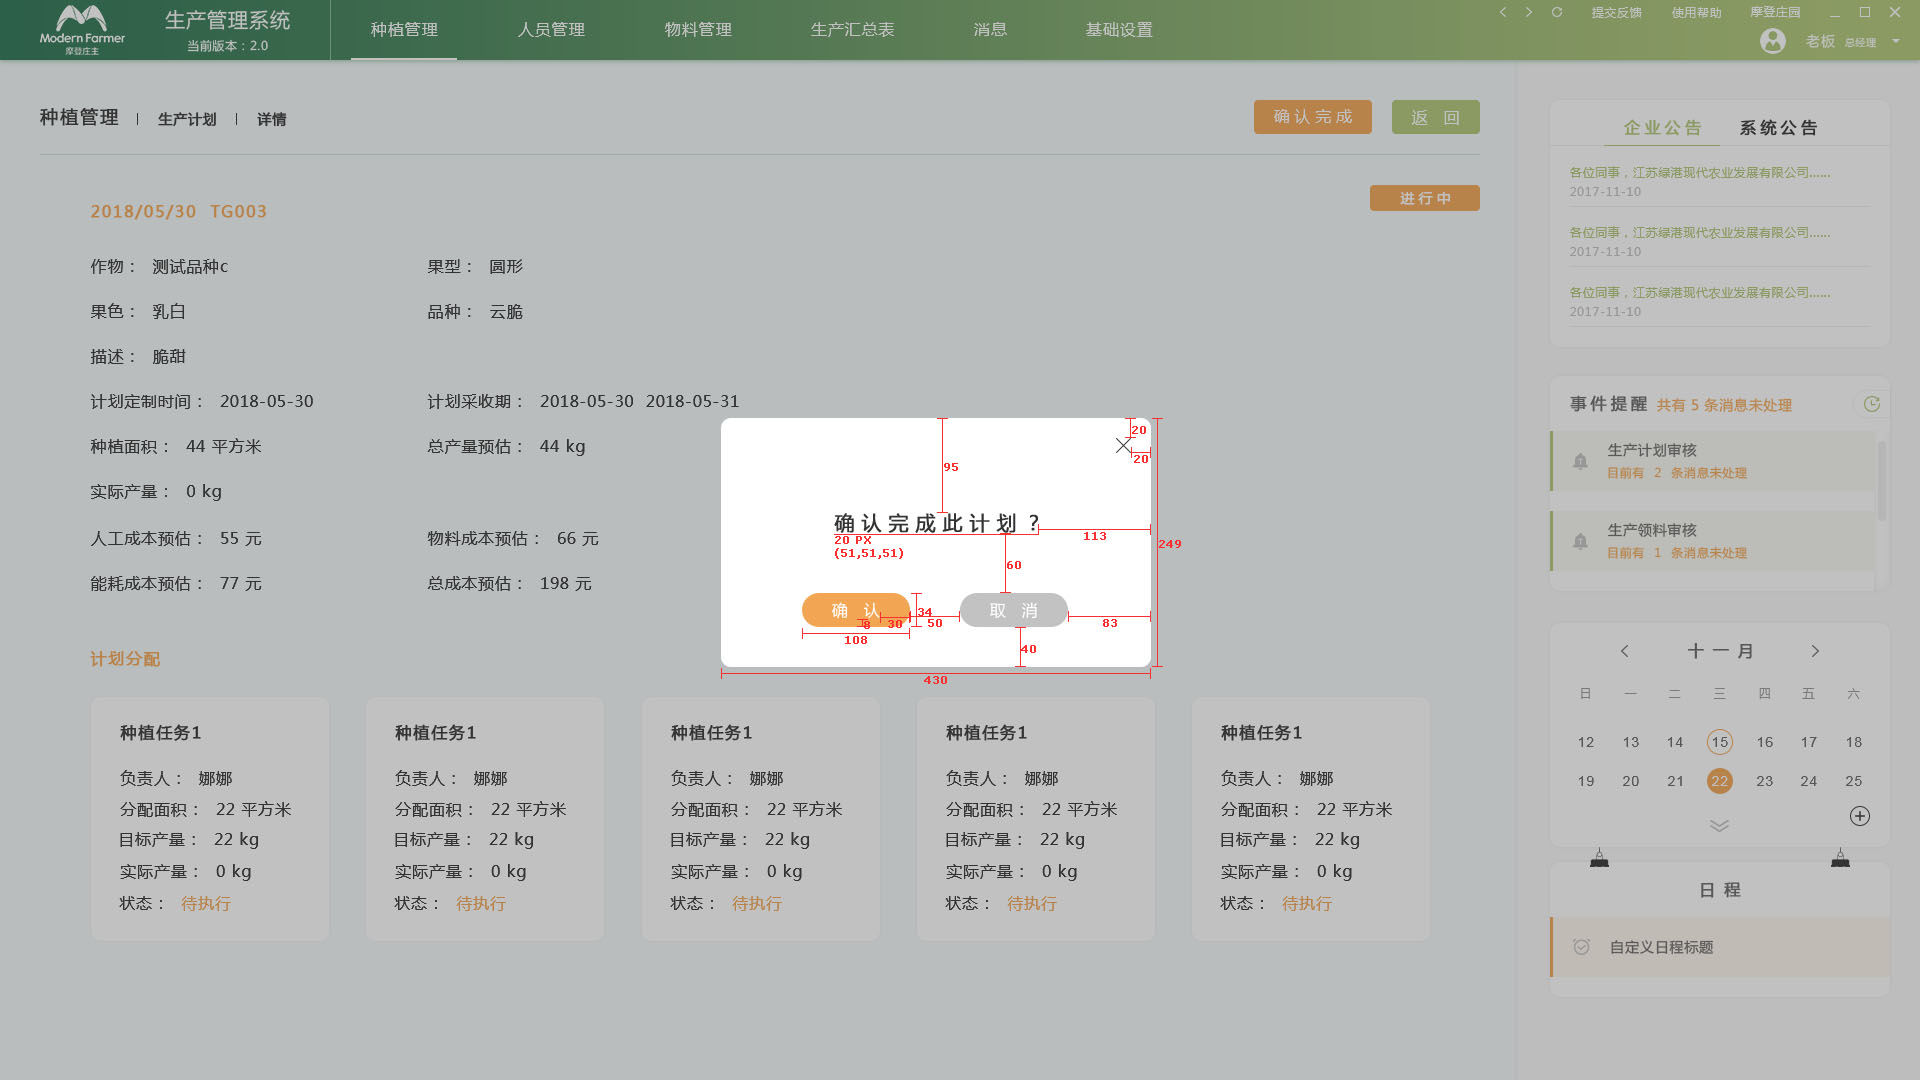 Modern Farmer
摩登庄主
生产管理系统
当前版本：2.0
种植管理
人员管理
物料管理
生产汇总表
消息
基础设置
提交反馈
使用帮助
摩登庄园
老板 总经理
种植管理 | 生产计划 | 详情
确认完成
返 回
2018/05/30 TG003
进行中
作物： 测试品种c
果型： 圆形
果色： 乳白
品种： 云脆
描述： 脆甜
计划定制时间： 2018-05-30
计划采收期： 2018-05-30 2018-05-31
种植面积： 44 平方米
总产量预估： 44 kg
实际产量： 0 kg
人工成本预估： 55 元
物料成本预估： 66 元
能耗成本预估： 77 元
总成本预估： 198 元
20
20
95
确认完成此计划？
20 PX
(51,51,51)
113
249
60
确 认
取 消
34
8
30
50
83
108
40
430
计划分配
种植任务1
负责人： 娜娜
分配面积： 22 平方米
目标产量： 22 kg
实际产量： 0 kg
状态： 待执行
种植任务1
负责人： 娜娜
分配面积： 22 平方米
目标产量： 22 kg
实际产量： 0 kg
状态： 待执行
种植任务1
负责人： 娜娜
分配面积： 22 平方米
目标产量： 22 kg
实际产量： 0 kg
状态： 待执行
种植任务1
负责人： 娜娜
分配面积： 22 平方米
目标产量： 22 kg
实际产量： 0 kg
状态： 待执行
种植任务1
负责人： 娜娜
分配面积： 22 平方米
目标产量： 22 kg
实际产量： 0 kg
状态： 待执行
企业公告 系统公告
各位同事，江苏绿港现代农业发展有限公司......
2017-11-10
各位同事，江苏绿港现代农业发展有限公司......
2017-11-10
各位同事，江苏绿港现代农业发展有限公司......
2017-11-10
事件提醒 共有 5 条消息未处理
生产计划审核
目前有 2 条消息未处理
生产领料审核
目前有 1 条消息未处理
十一月
日 一 二 三 四 五 六
12 13 14 15 16 17 18
19 20 21 22 23 24 25
日 程
自定义日程标题